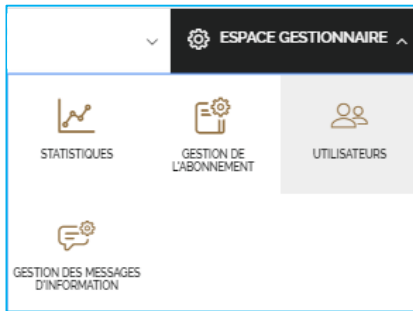 ESPACE GESTIONNAIRE
STATISTIQUES
GESTION DE
L'ABONNEMENT
UTILISATEURS
GESTION DES MESSAGES
D'INFORMATION